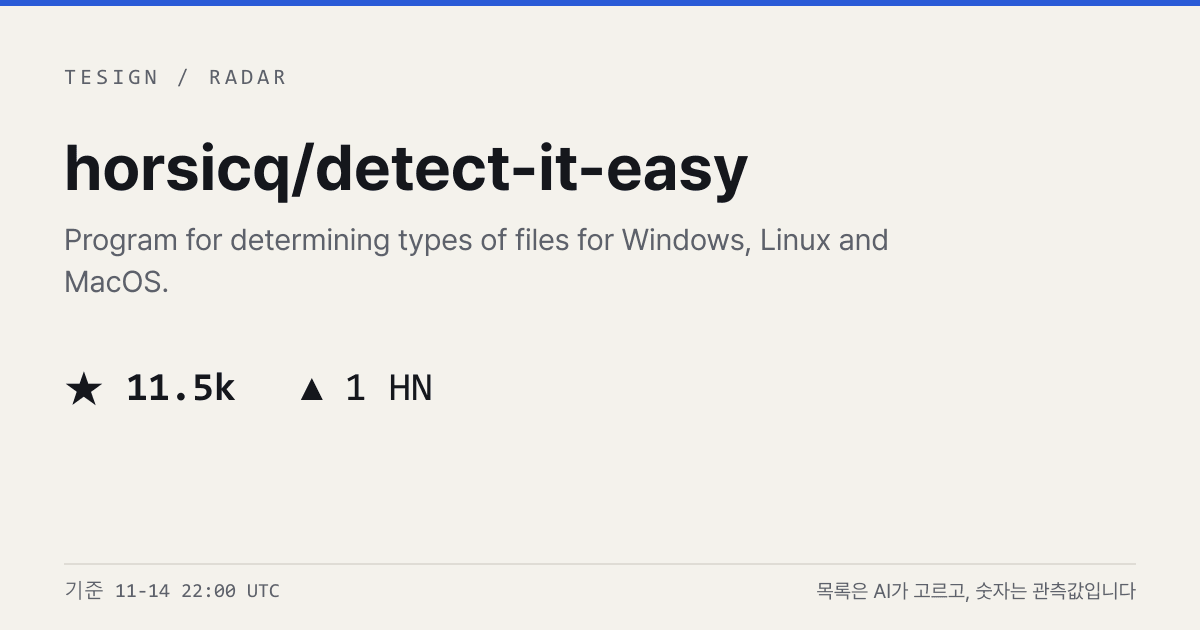 TESIGN / RADAR
horsicq/detect-it-easy
Program for determining types of files for Windows, Linux and
MacOS.
★ 11.5k ▲ 1 HN
기준 11-14 22:00 UTC
목록은 AI가 고르고, 숫자는 관측값입니다